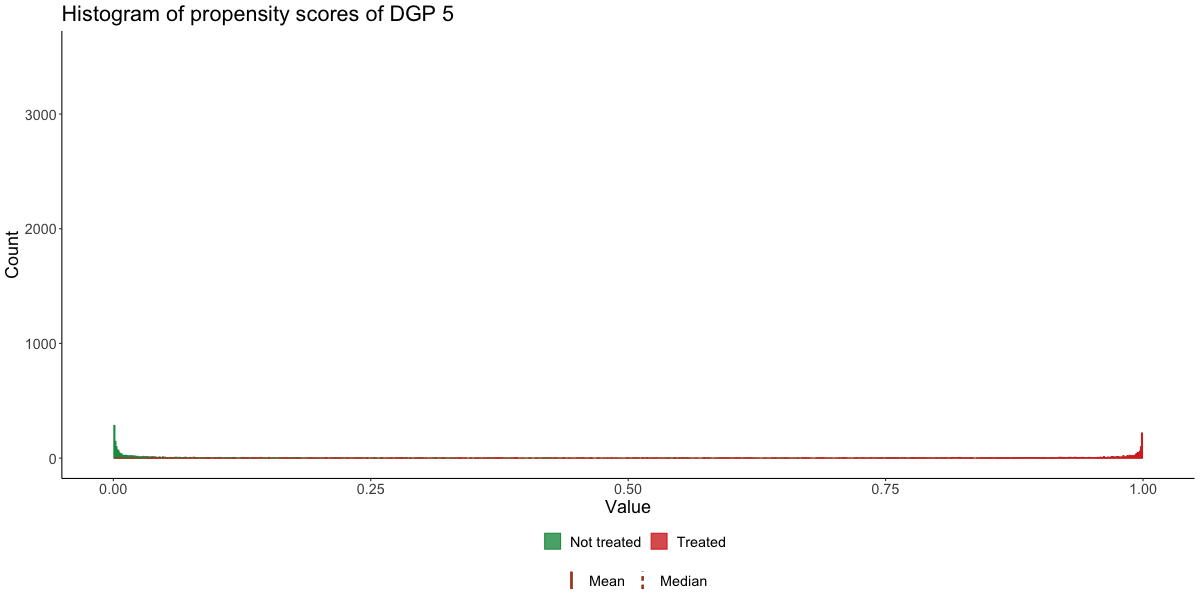 Histogram of propensity scores of DGP 5
Count
3000
2000
1000
0
0.00 0.25 0.50 0.75 1.00
Value
Not treated Treated
Mean Median